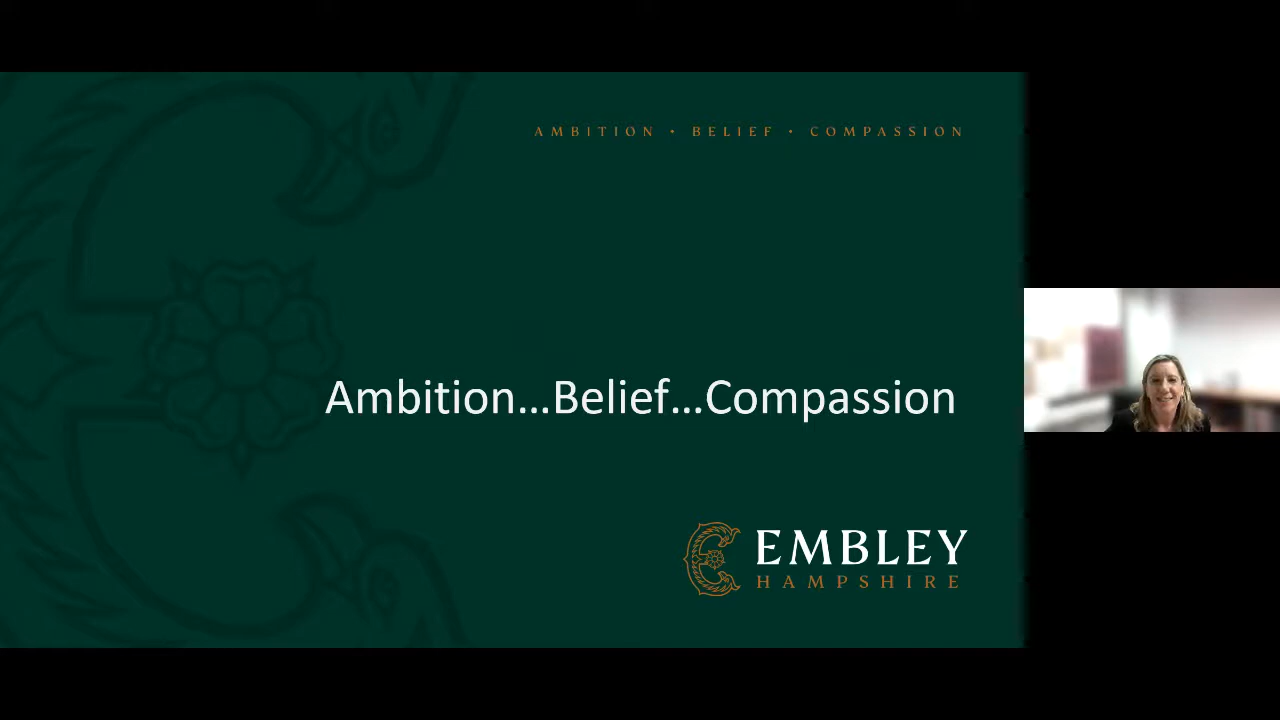 AMBITION • BELIEF • COMPASSION
Ambition...Belief...Compassion
EMBLEY
HAMPSHIRE